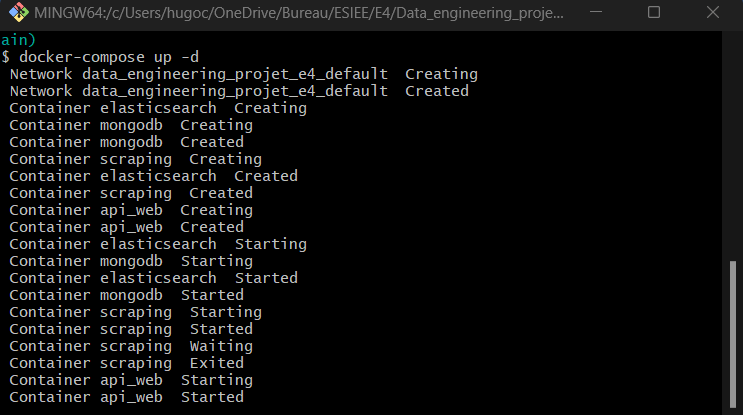 MINGW64:/c/Users/hugoc/OneDrive/Bureau/ESIEE/E4/Data_engineering_proje...
ain)
$ docker-compose up -d
Network data_engineering_projet_e4_default  Creating
Network data_engineering_projet_e4_default  Created
Container elasticsearch  Creating
Container mongodb  Creating
Container mongodb  Created
Container scraping  Creating
Container elasticsearch  Created
Container scraping  Created
Container api_web  Creating
Container api_web  Created
Container elasticsearch  Starting
Container mongodb  Starting
Container elasticsearch  Started
Container mongodb  Started
Container scraping  Starting
Container scraping  Started
Container scraping  Waiting
Container scraping  Exited
Container api_web  Starting
Container api_web  Started